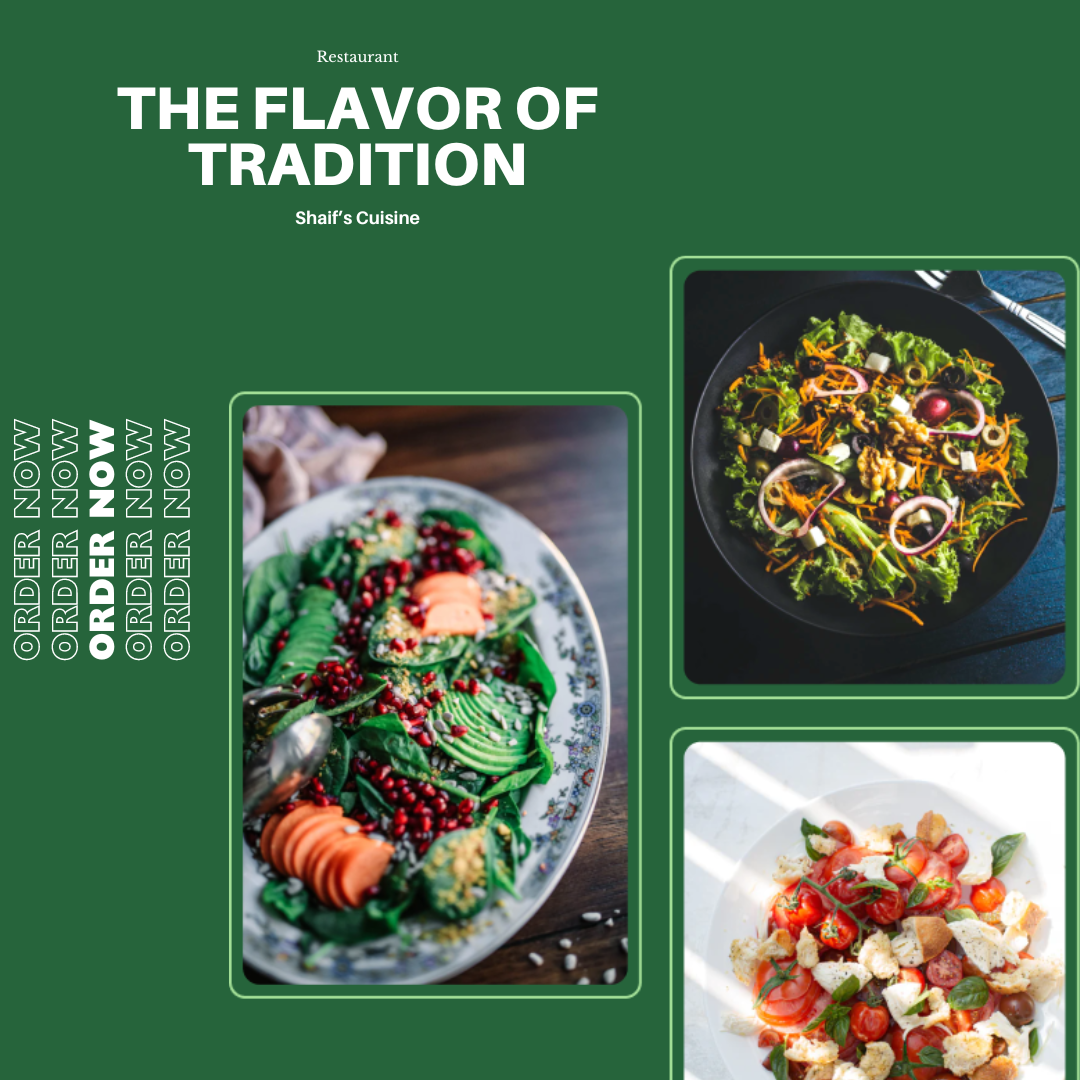 Restaurant
THE FLAVOR OF
TRADITION
Shaif’s Cuisine
ORDER NOW
ORDER NOW
ORDER NOW
ORDER NOW
ORDER NOW